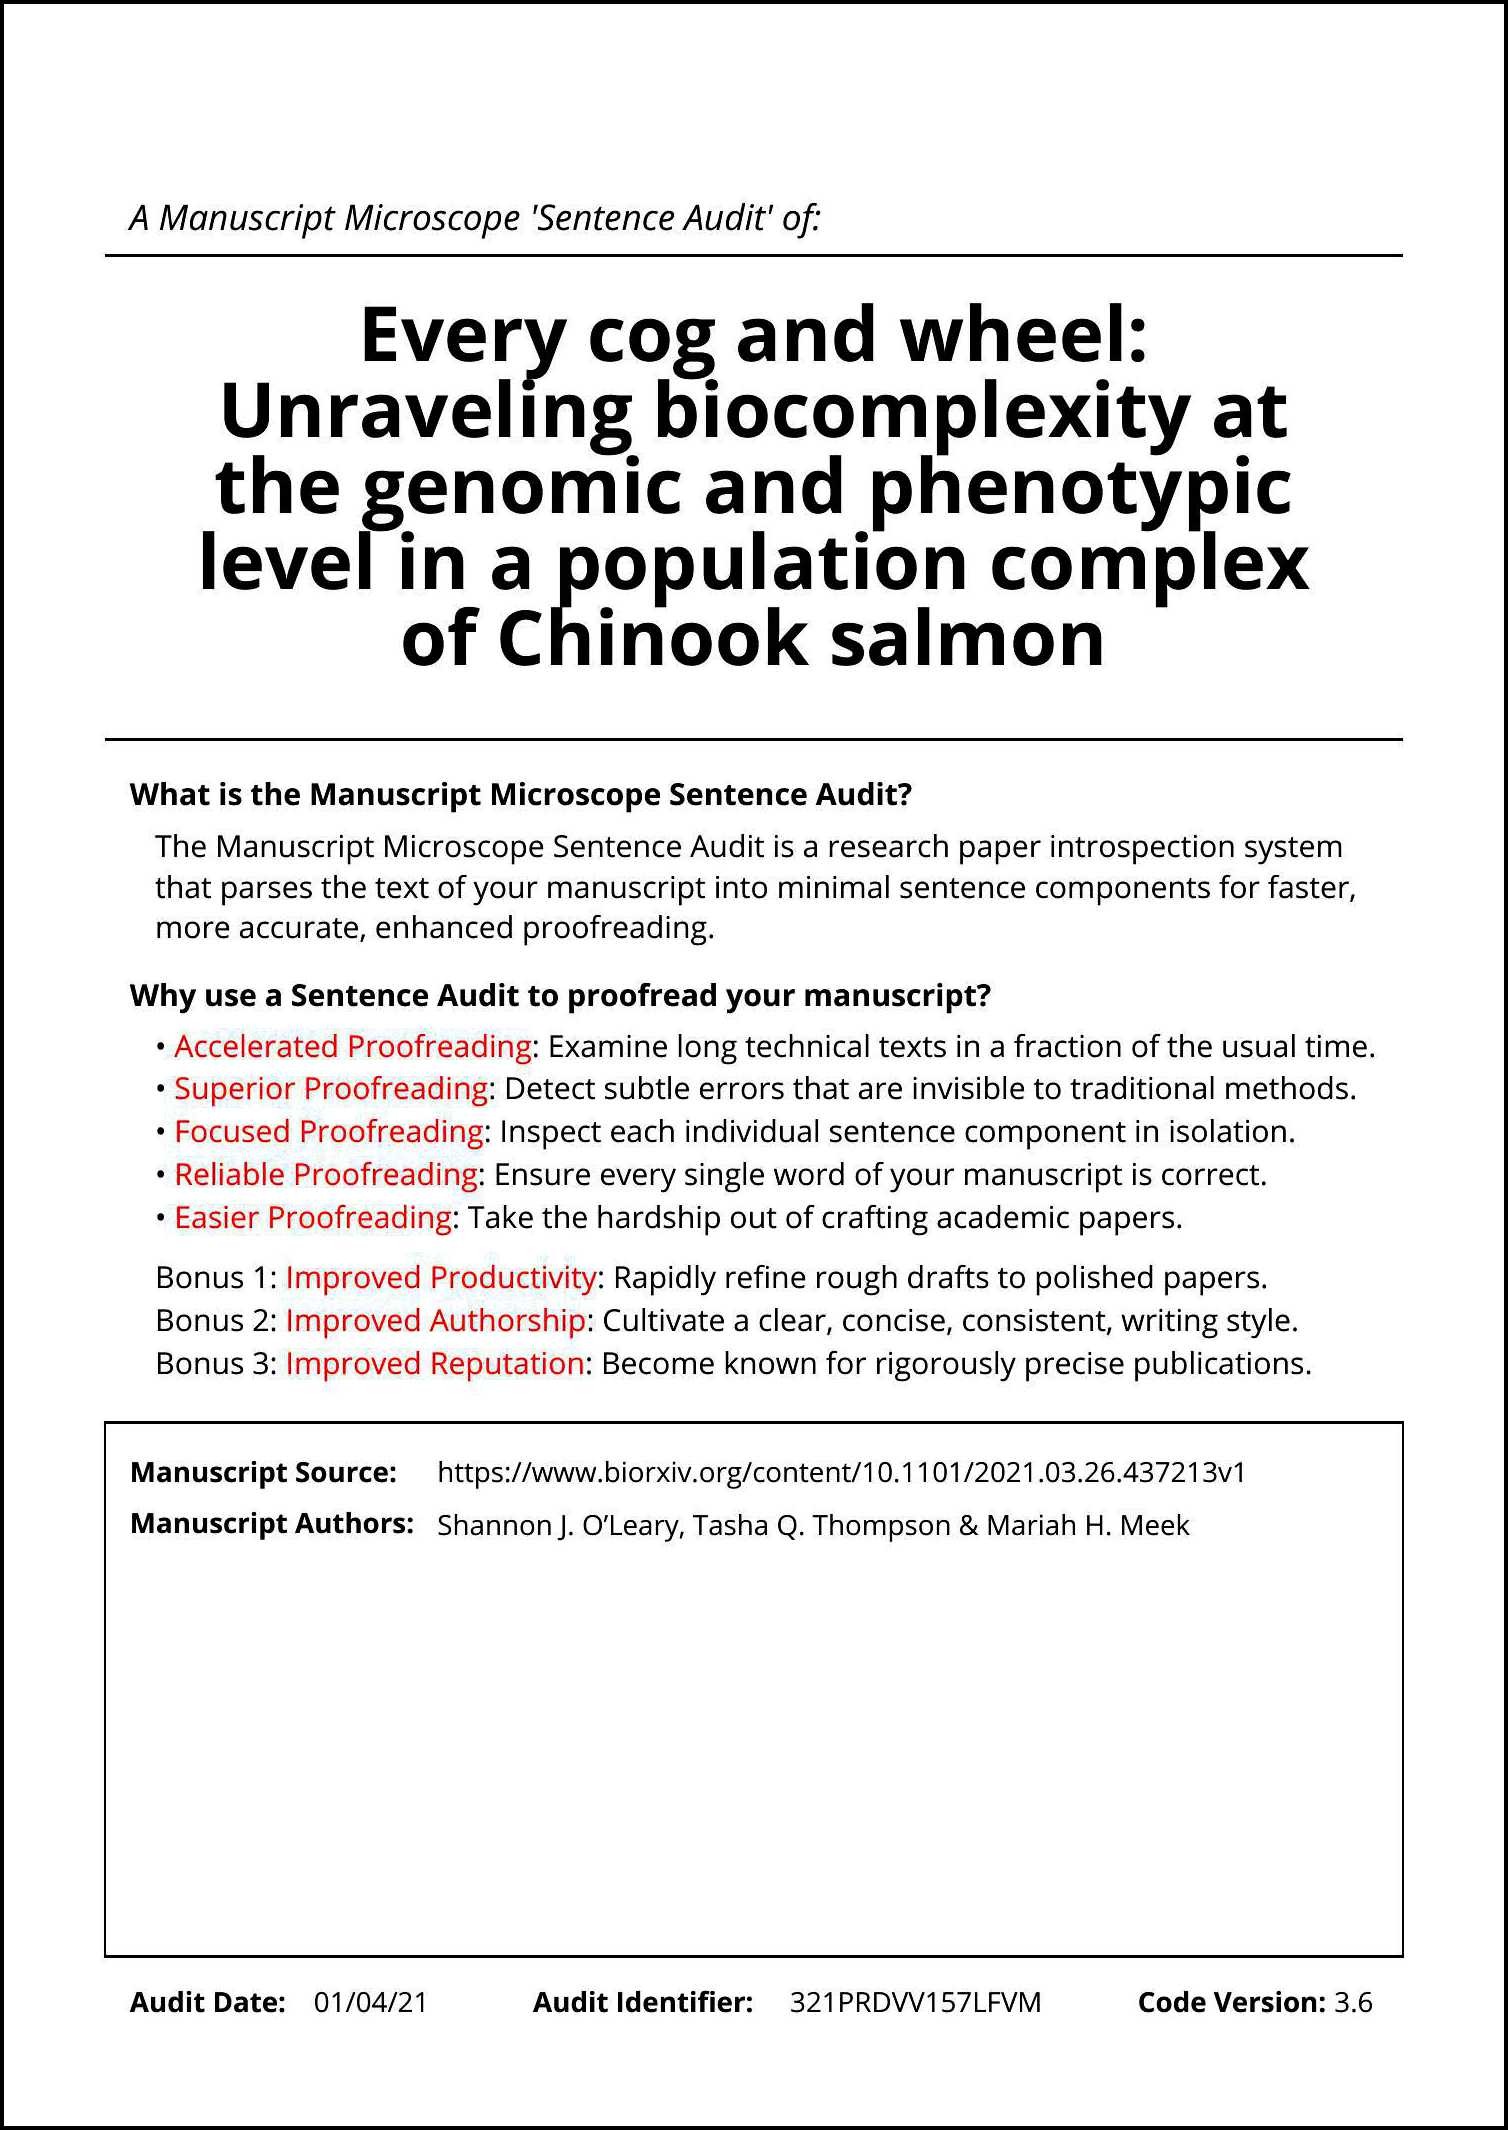 A Manuscript Microscope 'Sentence Audit' of:
Every cog and wheel:
Unraveling biocomplexity at
the genomic and phenotypic
level in a population complex
of Chinook salmon
What is the Manuscript Microscope Sentence Audit?
The Manuscript Microscope Sentence Audit is a research paper introspection system
that parses the text of your manuscript into minimal sentence components for faster,
more accurate, enhanced proofreading.
Why use a Sentence Audit to proofread your manuscript?
• Accelerated Proofreading: Examine long technical texts in a fraction of the usual time.
• Superior Proofreading: Detect subtle errors that are invisible to traditional methods.
• Focused Proofreading: Inspect each individual sentence component in isolation.
• Reliable Proofreading: Ensure every single word of your manuscript is correct.
• Easier Proofreading: Take the hardship out of crafting academic papers.
Bonus 1: Improved Productivity: Rapidly refine rough drafts to polished papers.
Bonus 2: Improved Authorship: Cultivate a clear, concise, consistent, writing style.
Bonus 3: Improved Reputation: Become known for rigorously precise publications.
Manuscript Source: https://www.biorxiv.org/content/10.1101/2021.03.26.437213v1
Manuscript Authors: Shannon J. O’Leary, Tasha Q. Thompson & Mariah H. Meek
Audit Date: 01/04/21 Audit Identifier: 321PRDVV157LFVM Code Version: 3.6